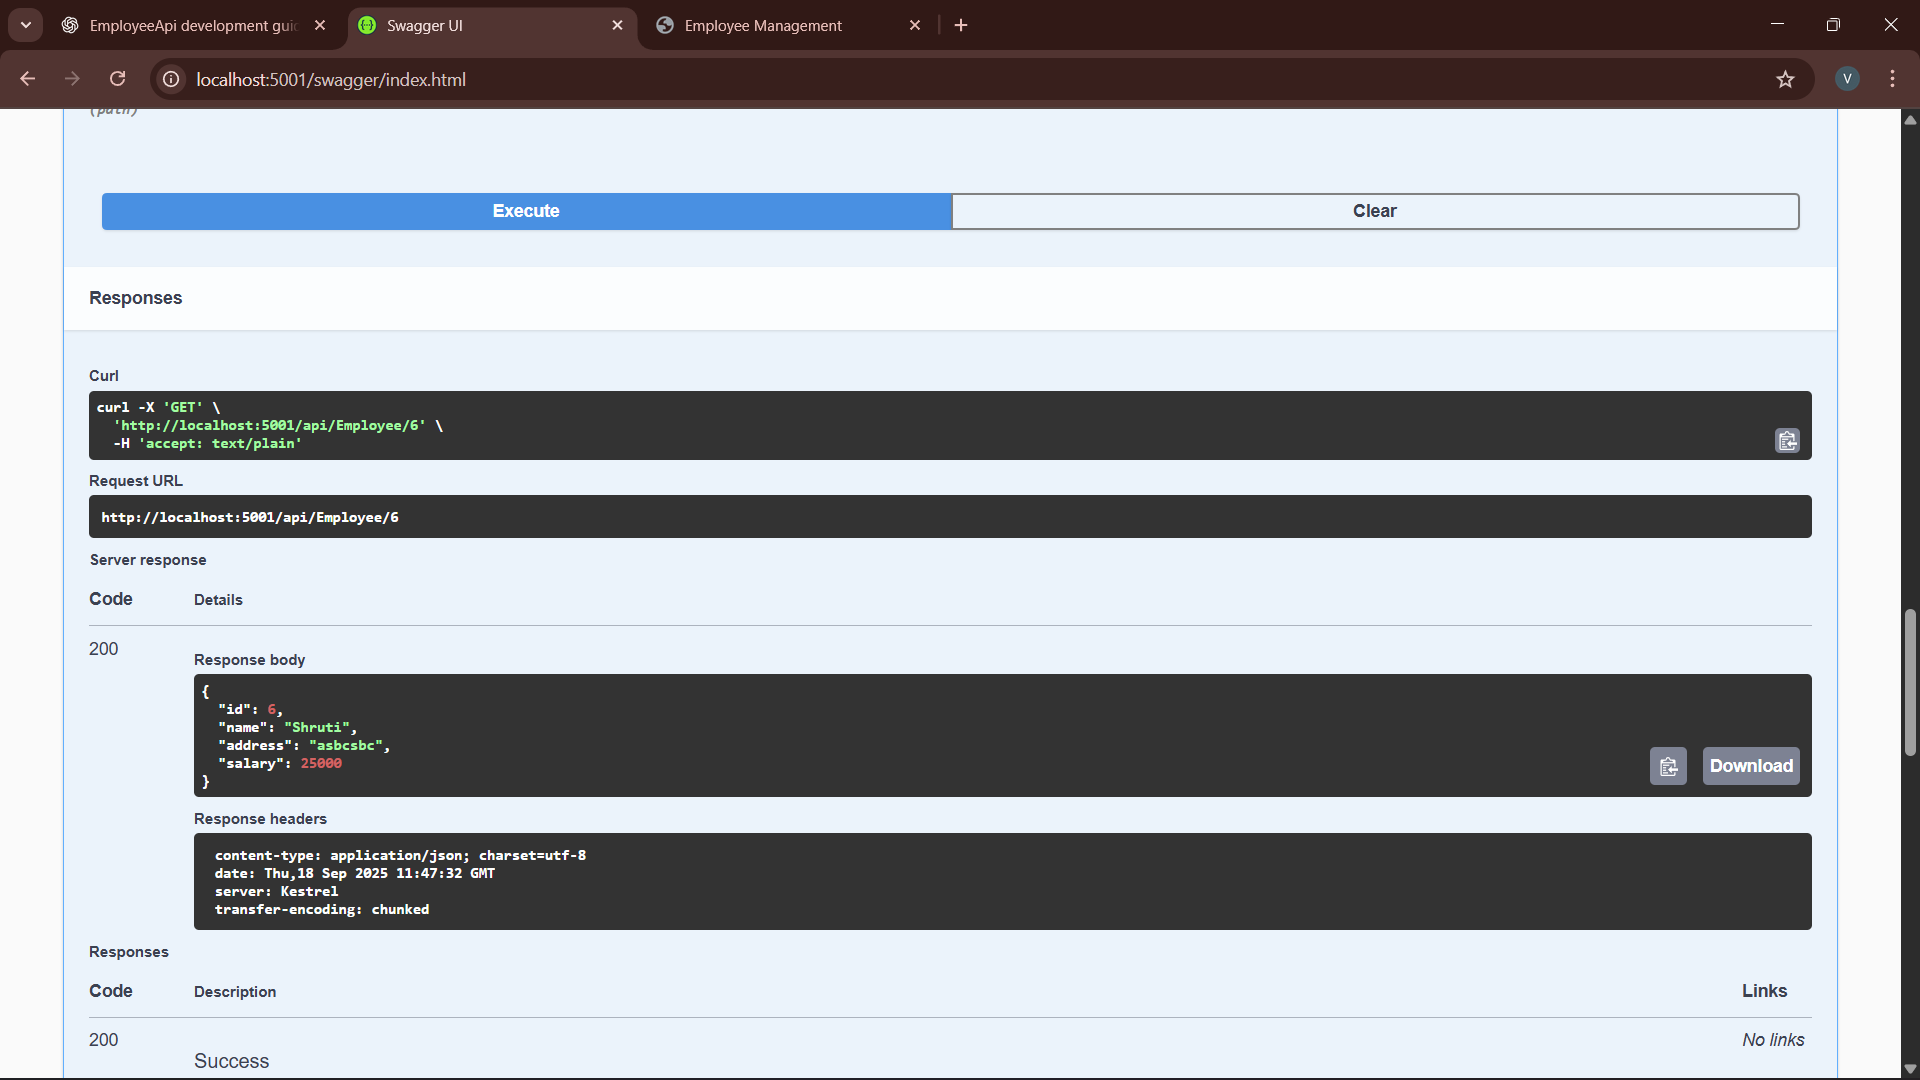 EmployeeApi development guid
Swagger UI
Employee Management
localhost:5001/swagger/index.html
V
(path)
Execute
Clear
Responses
Curl
curl -X 'GET' \
'http://localhost:5001/api/Employee/6' \
-H 'accept: text/plain'
Request URL
http://localhost:5001/api/Employee/6
Server response
Code
Details
200
Response body
{
"id": 6,
"name": "Shruti",
"address": "asbcsbc",
"salary": 25000
}
Download
Response headers
content-type: application/json; charset=utf-8
date: Thu,18 Sep 2025 11:47:32 GMT
server: Kestrel
transfer-encoding: chunked
Responses
Code
Description
Links
200
No links
Success